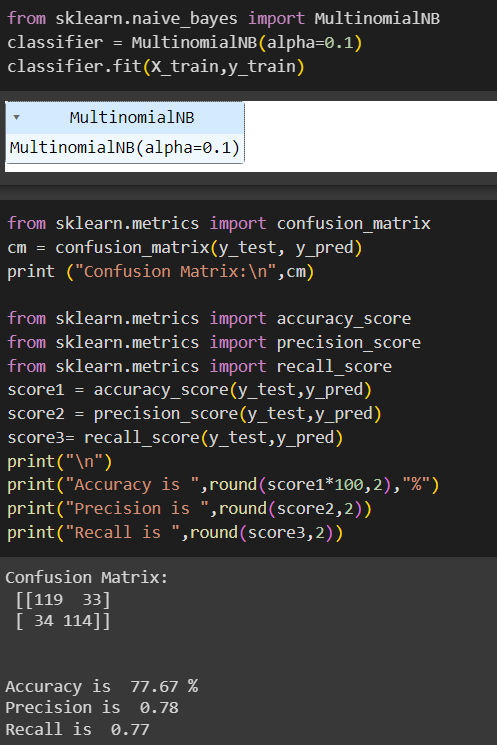 from sklearn.naive_bayes import MultinomialNB
classifier = MultinomialNB(alpha=0.1)
classifier.fit(X_train,y_train)
MultinomialNB
MultinomialNB(alpha=0.1)
from sklearn.metrics import confusion_matrix
cm = confusion_matrix(y_test, y_pred)
print ("Confusion Matrix:\n",cm)
from sklearn.metrics import accuracy_score
from sklearn.metrics import precision_score
from sklearn.metrics import recall_score
score1 = accuracy_score(y_test,y_pred)
score2 = precision_score(y_test,y_pred)
score3= recall_score(y_test,y_pred)
print("\n")
print("Accuracy is ",round(score1*100,2),"%")
print("Precision is ",round(score2,2))
print("Recall is ",round(score3,2))
Confusion Matrix:
[[119  33]
[ 34 114]]
Accuracy is  77.67 %
Precision is  0.78
Recall is  0.77